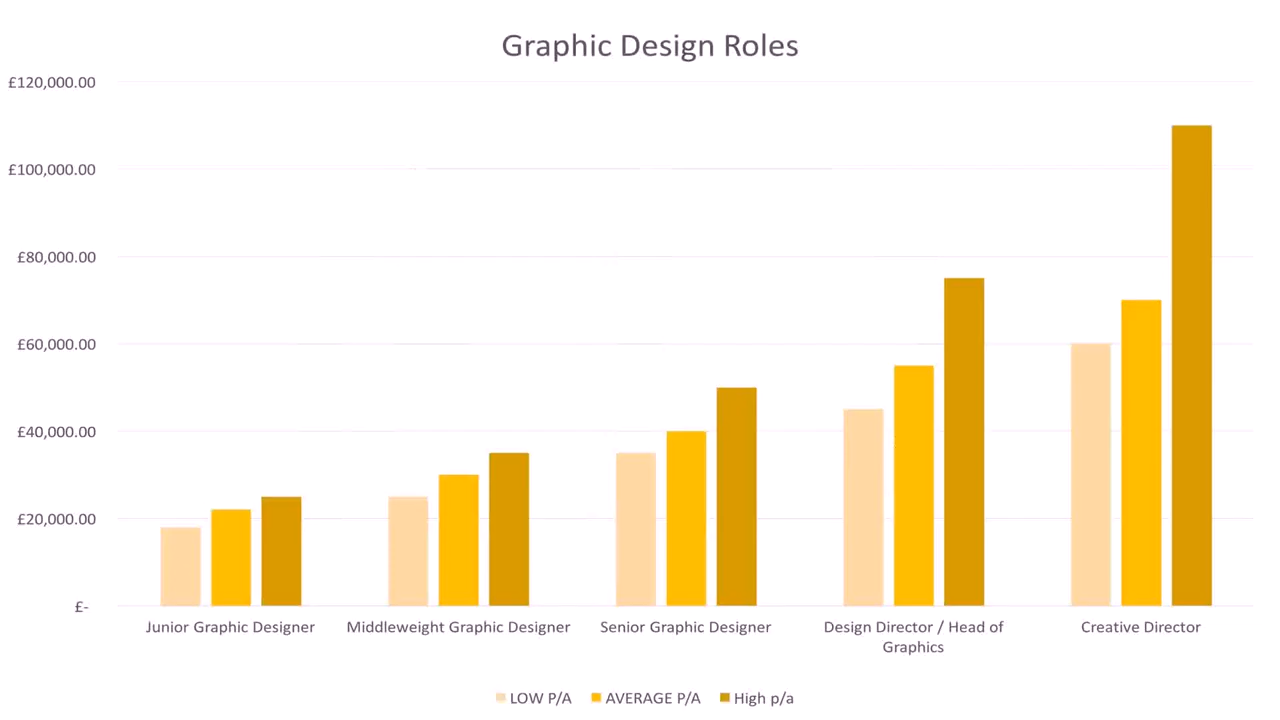 Graphic Design Roles
£120,000.00
£100,000.00
£80,000.00
£60,000.00
£40,000.00
£20,000.00
£-
Junior Graphic Designer
Middleweight Graphic Designer
Senior Graphic Designer
Design Director / Head of
Graphics
Creative Director
LOW P/A
AVERAGE P/A
High p/a